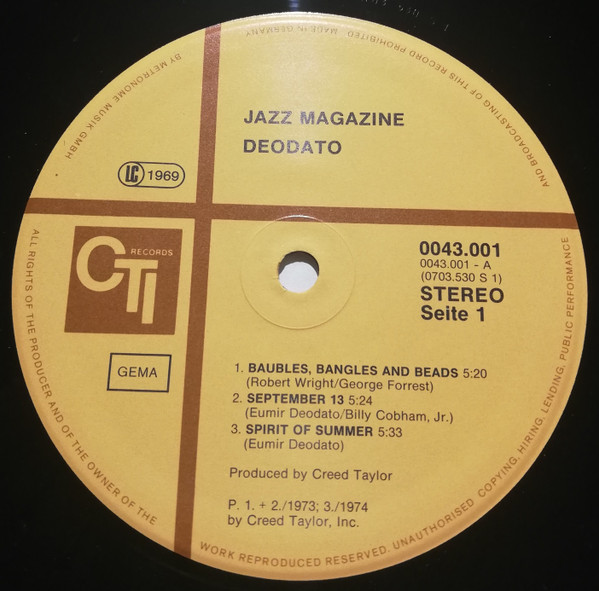 JAZZ MAGAZINE
DEODATO
LC 1969
CTI RECORDS
GEMA
0043.001
0043.001 - A
(0703.530 S 1)
STEREO
Seite 1
1. BAUBLES, BANGLES AND BEADS 5:20
(Robert Wright/George Forrest)
2. SEPTEMBER 13 5:24
(Eumir Deodato/Billy Cobham, Jr.)
3. SPIRIT OF SUMMER 5:33
(Eumir Deodato)
Produced by Creed Taylor
P. 1. + 2./1973; 3./1974
by Creed Taylor, Inc.
ALL RIGHTS OF THE PRODUCER AND OF THE OWNER OF THE WORK REPRODUCED RESERVED. UNAUTHORISED COPYING, HIRING, LENDING, PUBLIC PERFORMANCE AND BROADCASTING OF THIS RECORD PROHIBITED
MADE IN GERMANY
BY METRONOME MUSIK GMBH